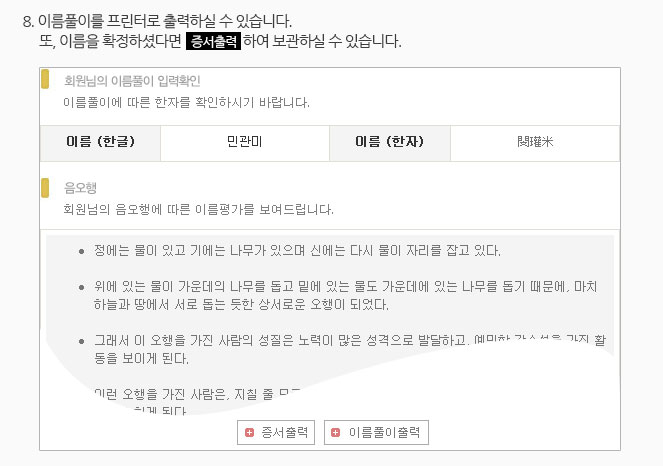 8. 이름풀이를 프린터로 출력하실 수 있습니다.
또, 이름을 확정하셨다면 증서출력 하여 보관하실 수 있습니다.
회원님의 이름풀이 입력확인
이름풀이에 따른 한자를 확인하시기 바랍니다.
이름 (한글) 민관미 이름 (한자) 閔瓘米
음오행
회원님의 음오행에 따른 이름평가를 보여드립니다.
• 정에는 물이 있고 기에는 나무가 있으며 신에는 다시 물이 자리를 잡고 있다.
• 위에 있는 물이 가운데의 나무를 돕고 밑에 있는 물도 가운데에 있는 나무를 돕기 때문에, 마치
하늘과 땅에서 서로 돕는 듯한 상서로운 오행이 되었다.
• 그래서 이 오행을 가진 사람의 성질은 노력이 많은 성격으로 발달하고, 예민한 감수성을 가진 활
동을 보이게 된다.
이런 오행을 가진 사람은, 지칠 줄
하게 된다.
증서출력 이름풀이출력